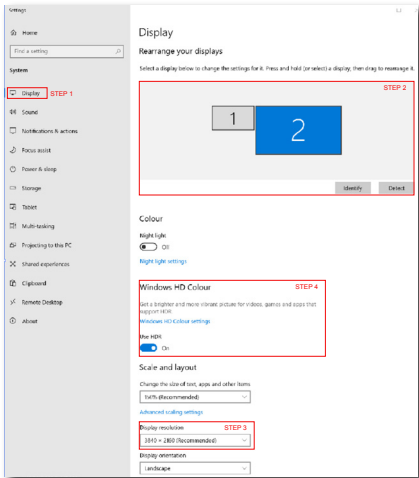 Settings
Home
Find a setting
System
Display STEP 1
Sound
Notifications & actions
Focus assist
Power & sleep
Storage
Tablet
Multi-tasking
Projecting to this PC
Shared experiences
Clipboard
Remote Desktop
About
Display
Rearrange your displays
Select a display below to change the settings for it. Press and hold (or select) a display, then drag to rearrange it.
STEP 2
1
2
Identify Detect
Colour
Night light
Off
Night light settings
Windows HD Colour STEP 4
Get a brighter and more vibrant picture for videos, games and apps that
support HDR.
Windows HD Colour settings
Use HDR
On
Scale and layout
Change the size of text, apps and other items
150% (Recommended)
Advanced scaling settings
Display resolution STEP 3
3840 × 2160 (Recommended)
Display orientation
Landscape